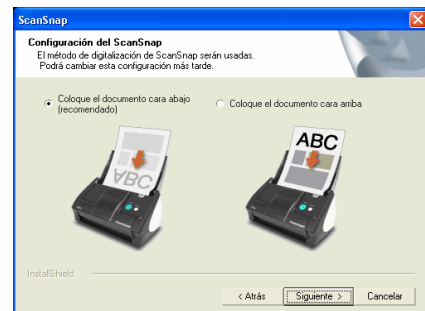 ScanSnap
Configuración del ScanSnap
El método de digitalización de ScanSnap serán usadas.
Podrá cambiar esta configuración más tarde.
Coloque el documento cara abajo
(recomendado)
Coloque el documento cara arriba
ABC
ABC
InstallShield
< Atrás
Siguiente >
Cancelar